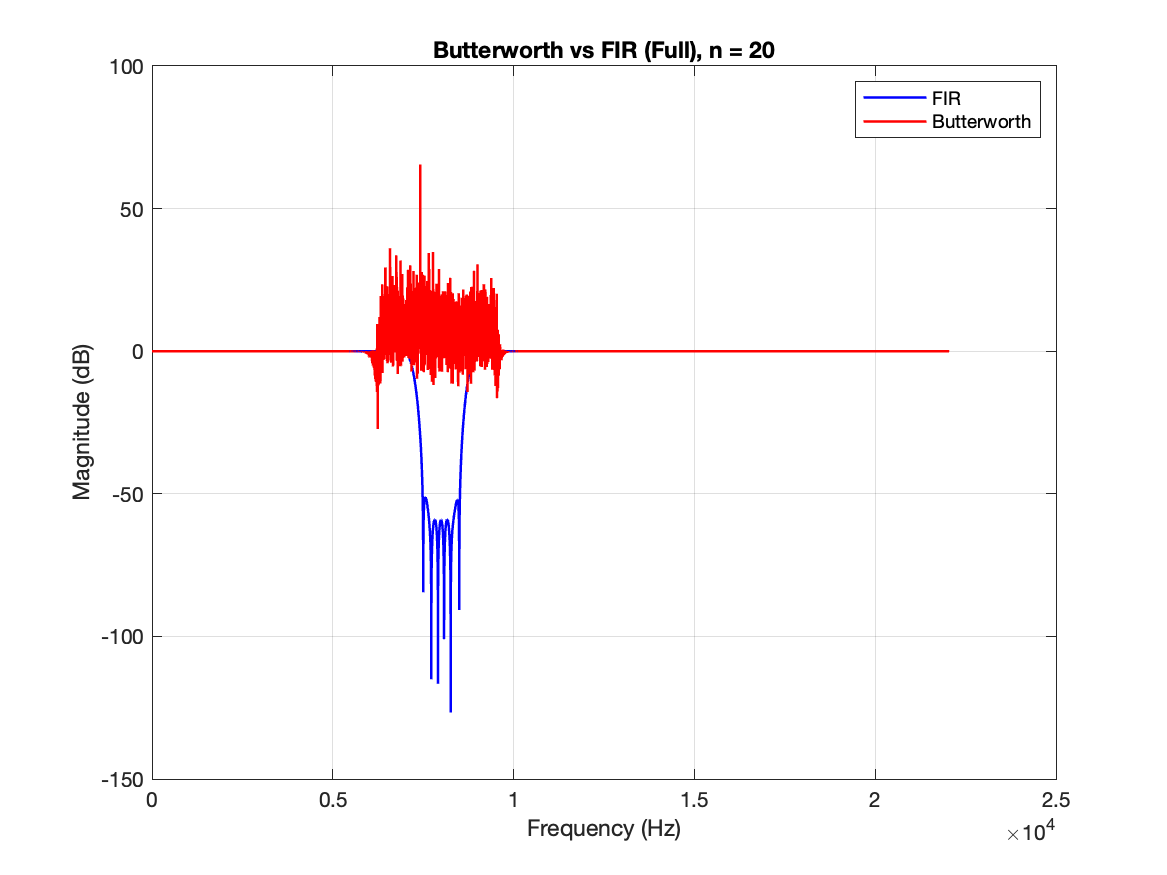 Butterworth vs FIR (Full), n = 20
FIR
Butterworth
100
50
0
-50
-100
-150
Magnitude (dB)
0
0.5
1
1.5
2
2.5
Frequency (Hz)
×10⁴